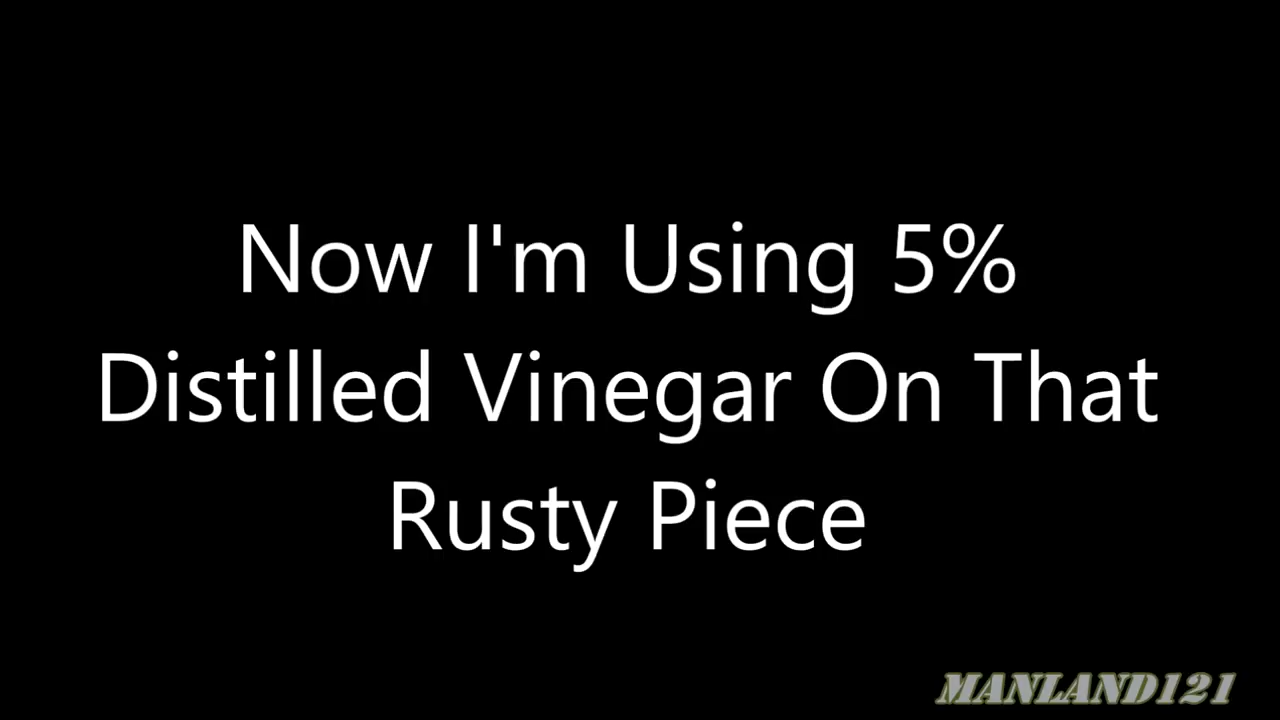 Now I'm Using 5%
Distilled Vinegar On That
Rusty Piece
MANLAND121